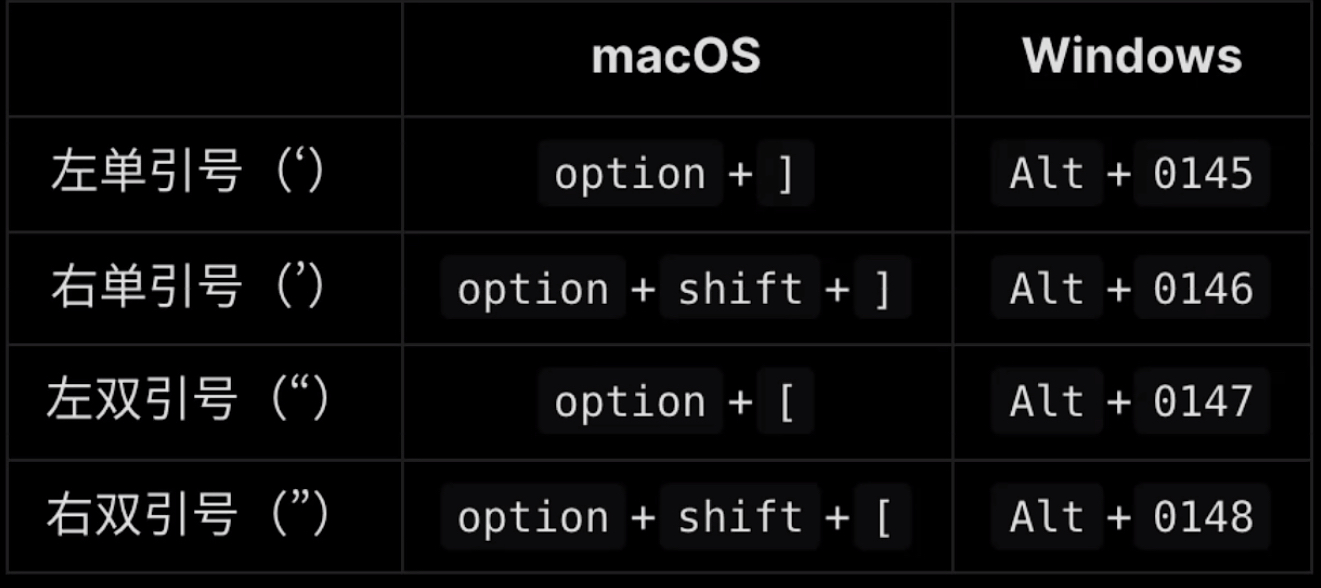 macOS Windows
左单引号（‘） option + ] Alt + 0145
右单引号（’） option + shift + ] Alt + 0146
左双引号（“） option + [ Alt + 0147
右双引号（”） option + shift + [ Alt + 0148